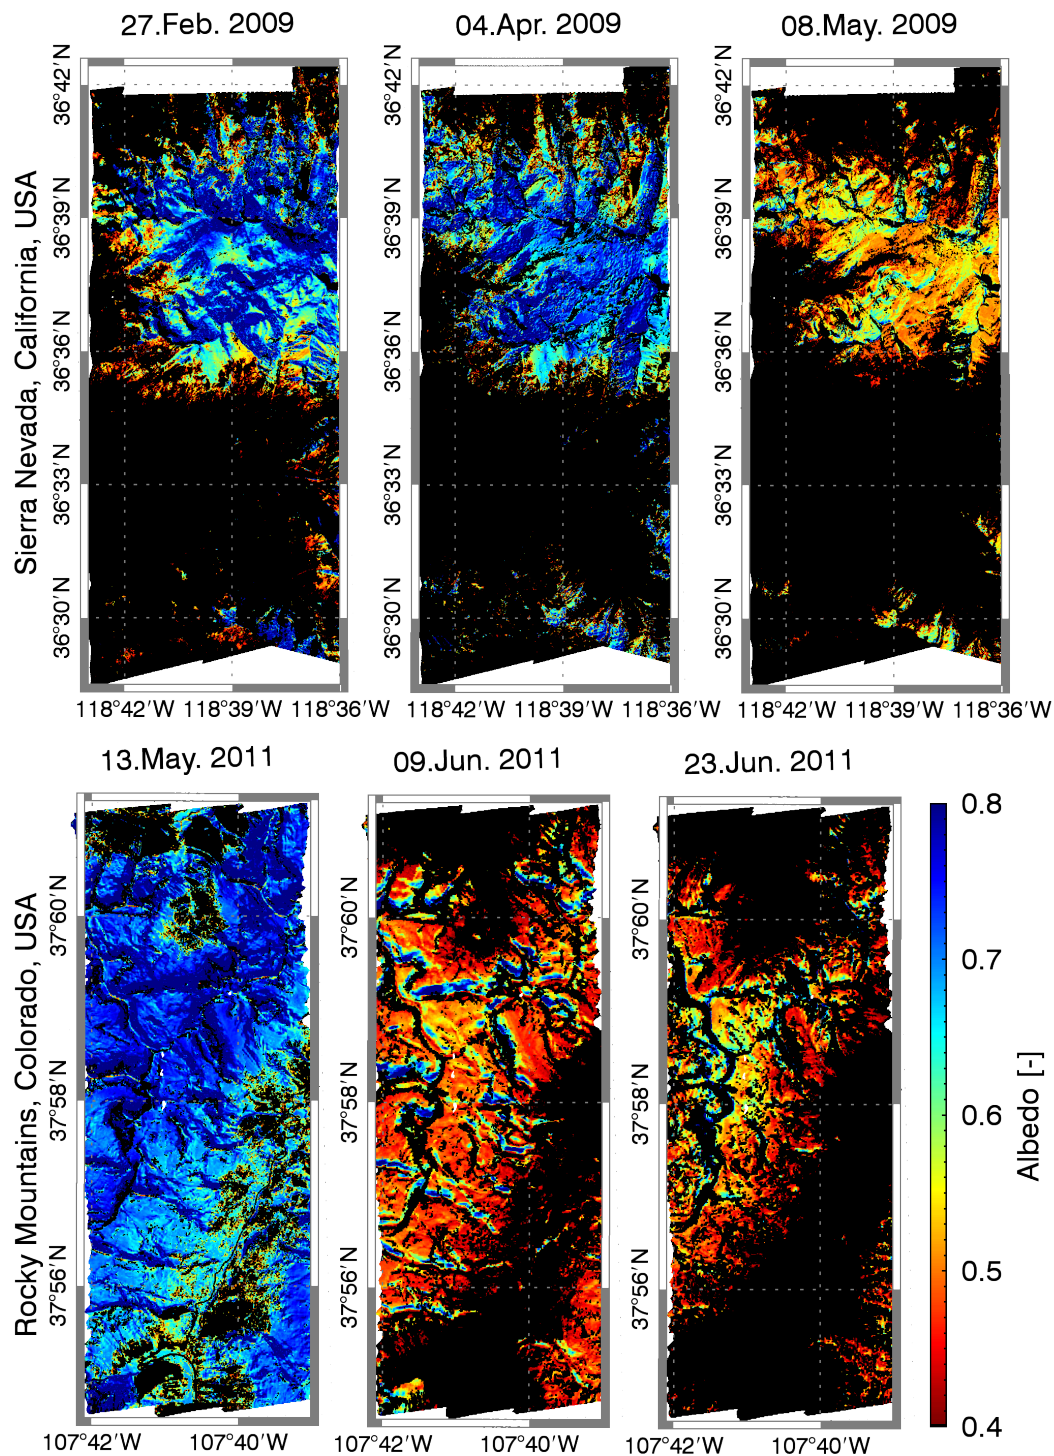 27.Feb. 2009
04.Apr. 2009
08.May. 2009
Sierra Nevada, California, USA
36°42′N
36°39′N
36°36′N
36°33′N
36°30′N
36°42′N
36°39′N
36°36′N
36°33′N
36°30′N
36°42′N
36°39′N
36°36′N
36°33′N
36°30′N
118°42′W 118°39′W 118°36′W
118°42′W 118°39′W 118°36′W
118°42′W 118°39′W 118°36′W
13.May. 2011
09.Jun. 2011
23.Jun. 2011
Rocky Mountains, Colorado, USA
37°60′N
37°58′N
37°56′N
37°60′N
37°58′N
37°56′N
37°60′N
37°58′N
37°56′N
107°42′W 107°40′W
107°42′W 107°40′W
107°42′W 107°40′W
0.8
0.7
0.6
0.5
0.4
Albedo [-]